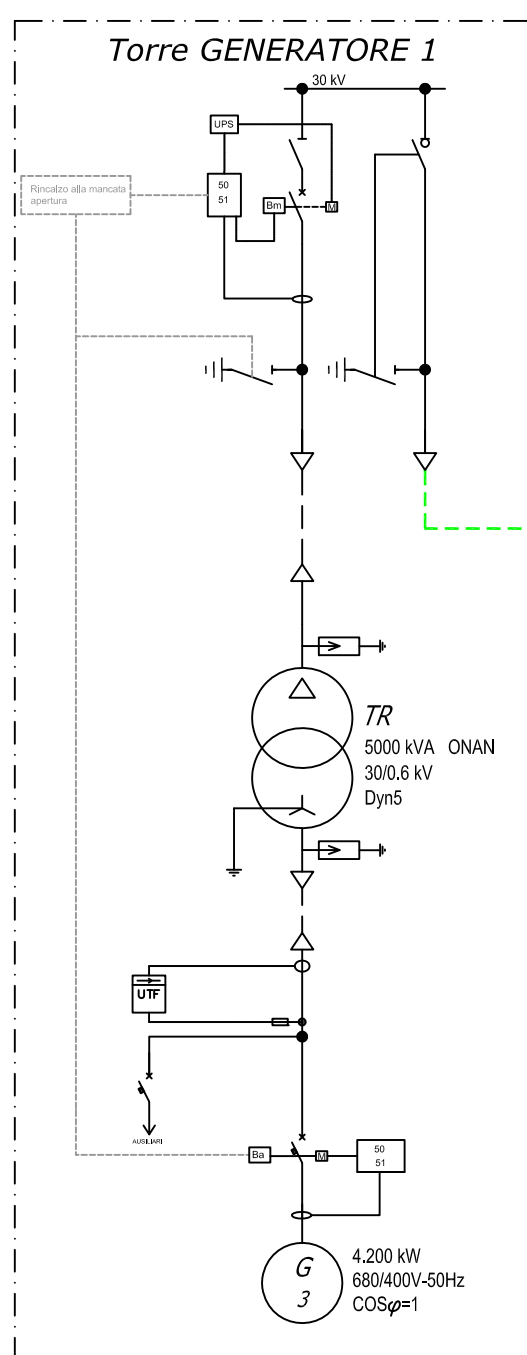 Torre GENERATORE 1
30 kV
UPS
50
51
Rincalzo alla mancata
apertura
Bm
M
TR
5000 kVA ONAN
30/0.6 kV
Dyn5
UTF
AUSILIARI
Ba
M
50
51
G
3
4.200 kW
680/400V-50Hz
COSφ=1